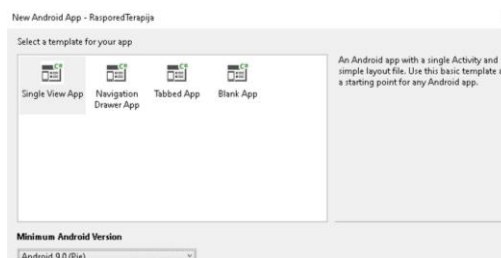 New Android App - RasporedTerapija
Select a template for your app
Single View App
Navigation
Drawer App
Tabbed App
Blank App
An Android app with a single Activity and
simple layout file. Use this basic template
a starting point for any Android app.
Minimum Android Version
Android 9.0 (Pie)